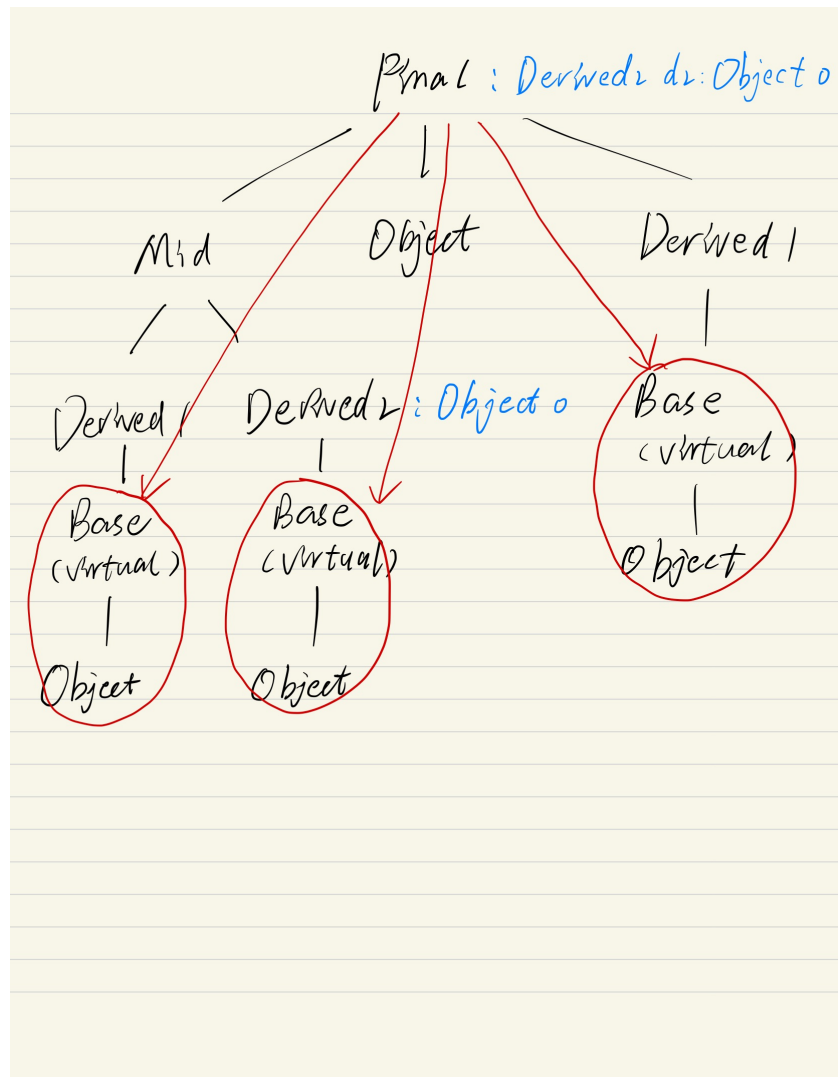 Final : Derived2 d2: Object o
Mid Object Derived1
Derived1 Derived2 : Object o Base
(virtual)
Base Base
(virtual) (virtual) Object
Object Object